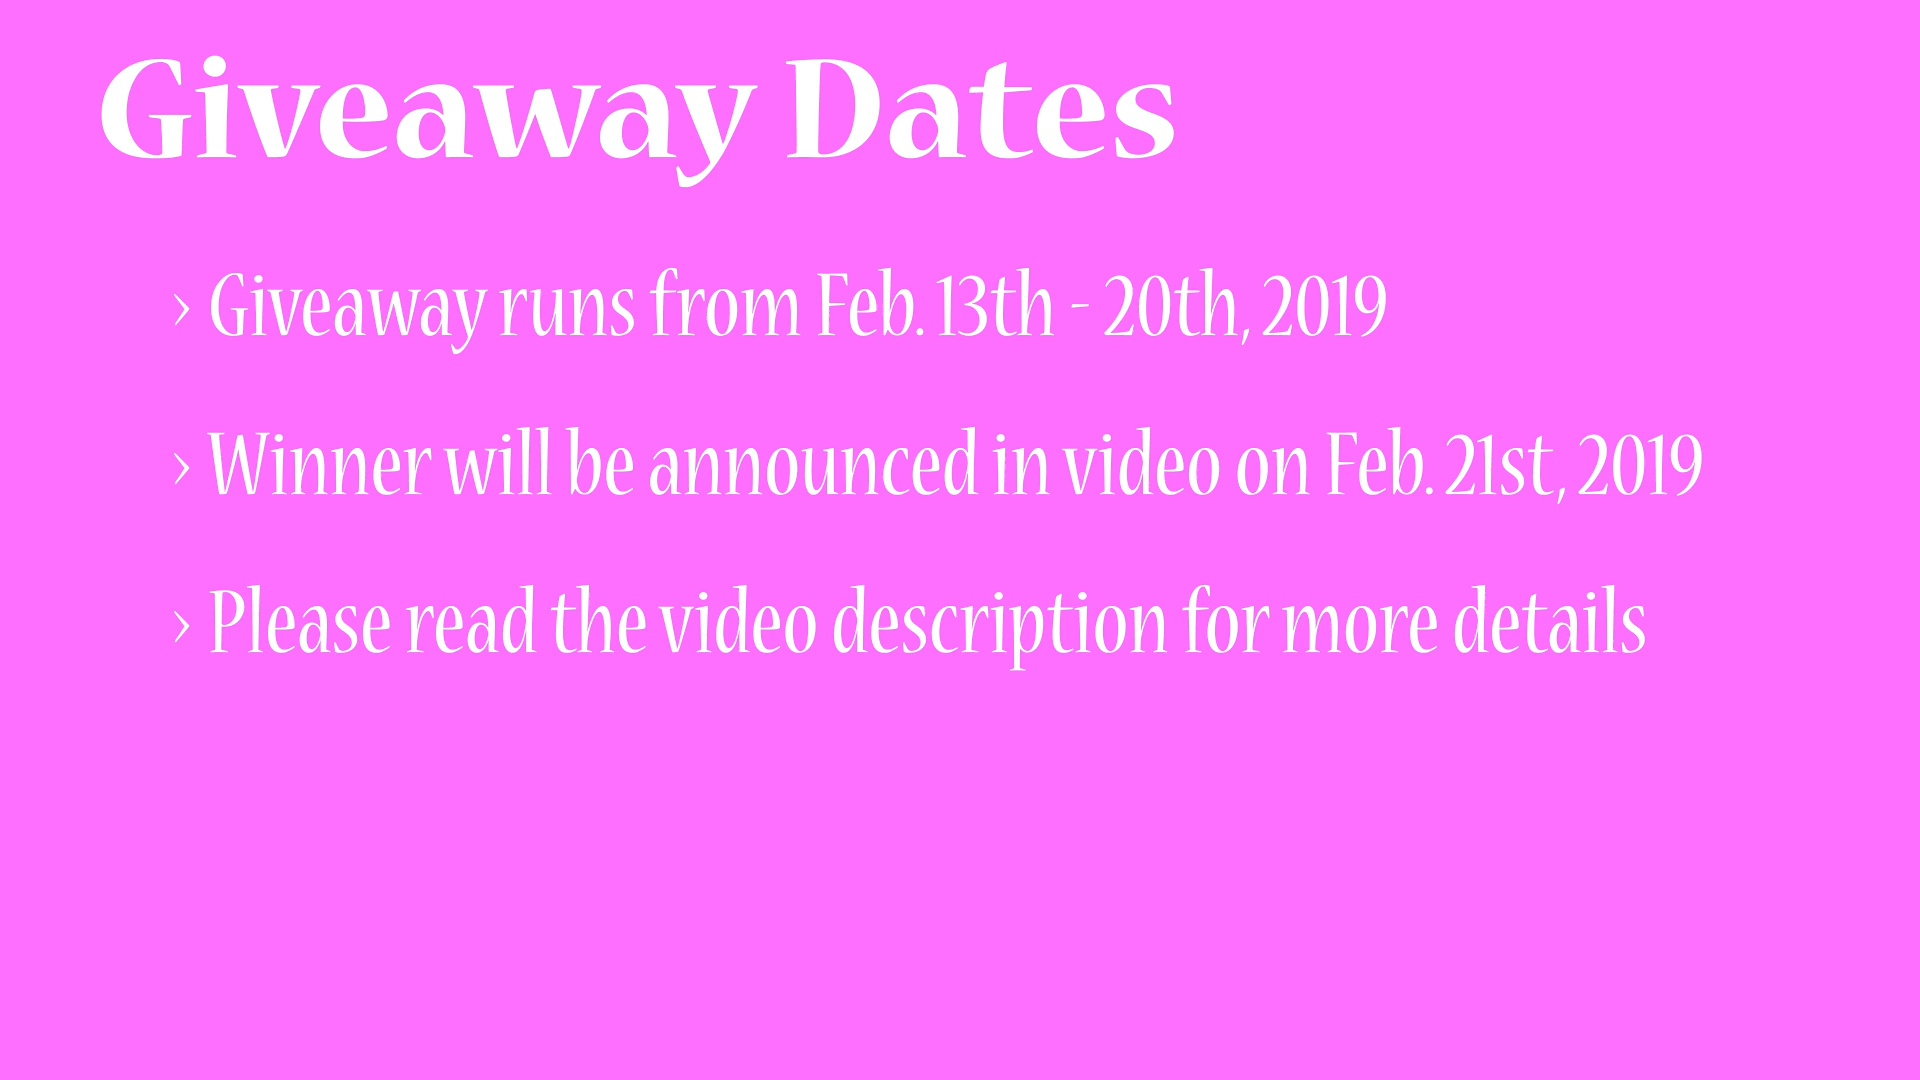 Giveaway Dates
› Giveaway runs from Feb. 13th - 20th, 2019
› Winner will be announced in video on Feb. 21st, 2019
› Please read the video description for more details